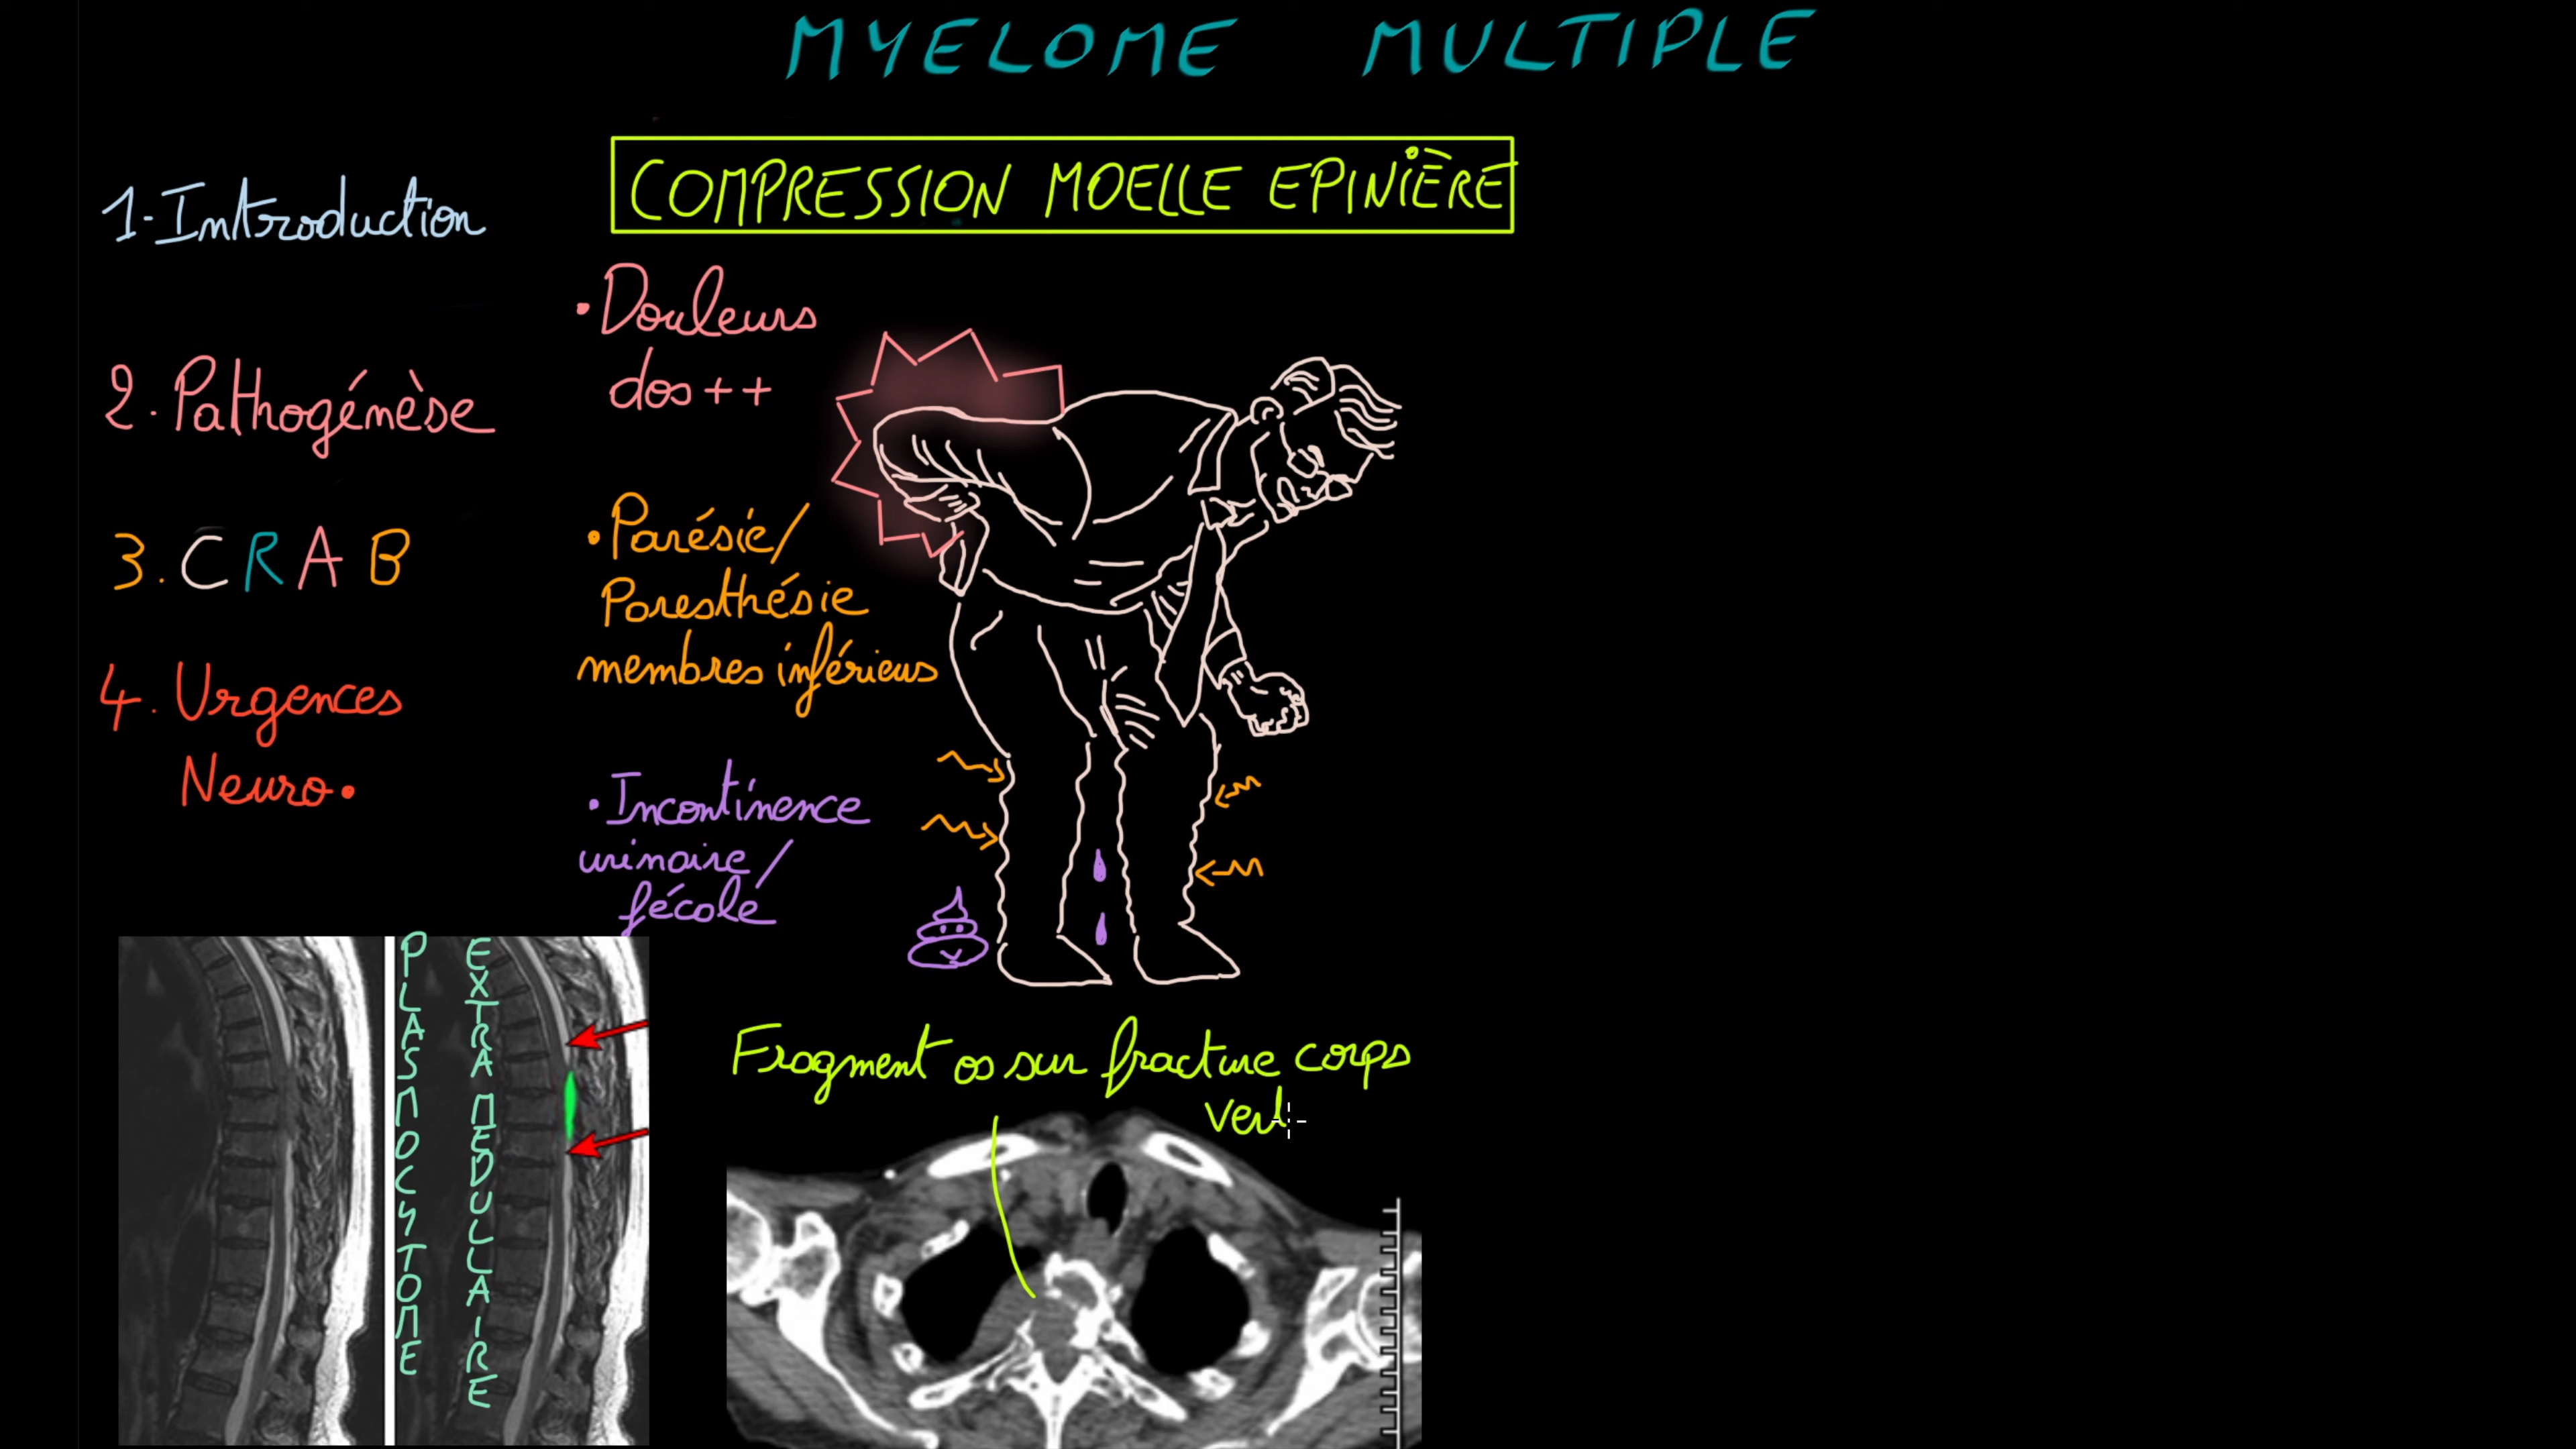 MYELOME MULTIPLE
COMPRESSION MOELLE EPINIÈRE
1-Introduction
2.Pathogénèse
3.CRAB
4.Urgences
Neuro.
•Douleurs
dos++
•Parésie/
Paresthésie
membres inférieurs
•Incontinence
urinaire/
fécale
PLASMOCYTOME
EXTRA MEDULLAIRE
Fragment os sur fracture corps
vert